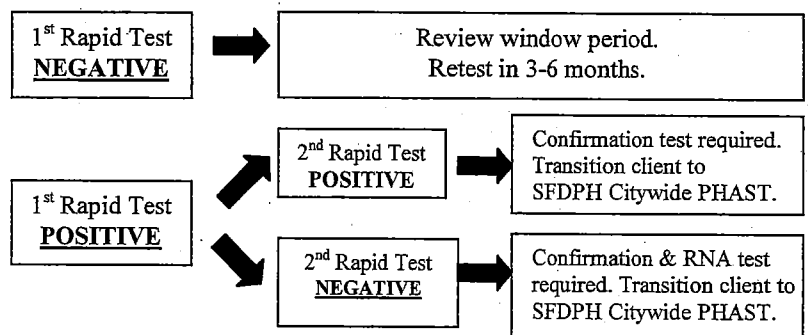 1st Rapid Test
NEGATIVE
Review window period.
Retest in 3-6 months.
1st Rapid Test
POSITIVE
2nd Rapid Test
POSITIVE
Confirmation test required.
Transition client to
SFDPH Citywide PHAST.
2nd Rapid Test
NEGATIVE
Confirmation & RNA test
required. Transition client to
SFDPH Citywide PHAST.